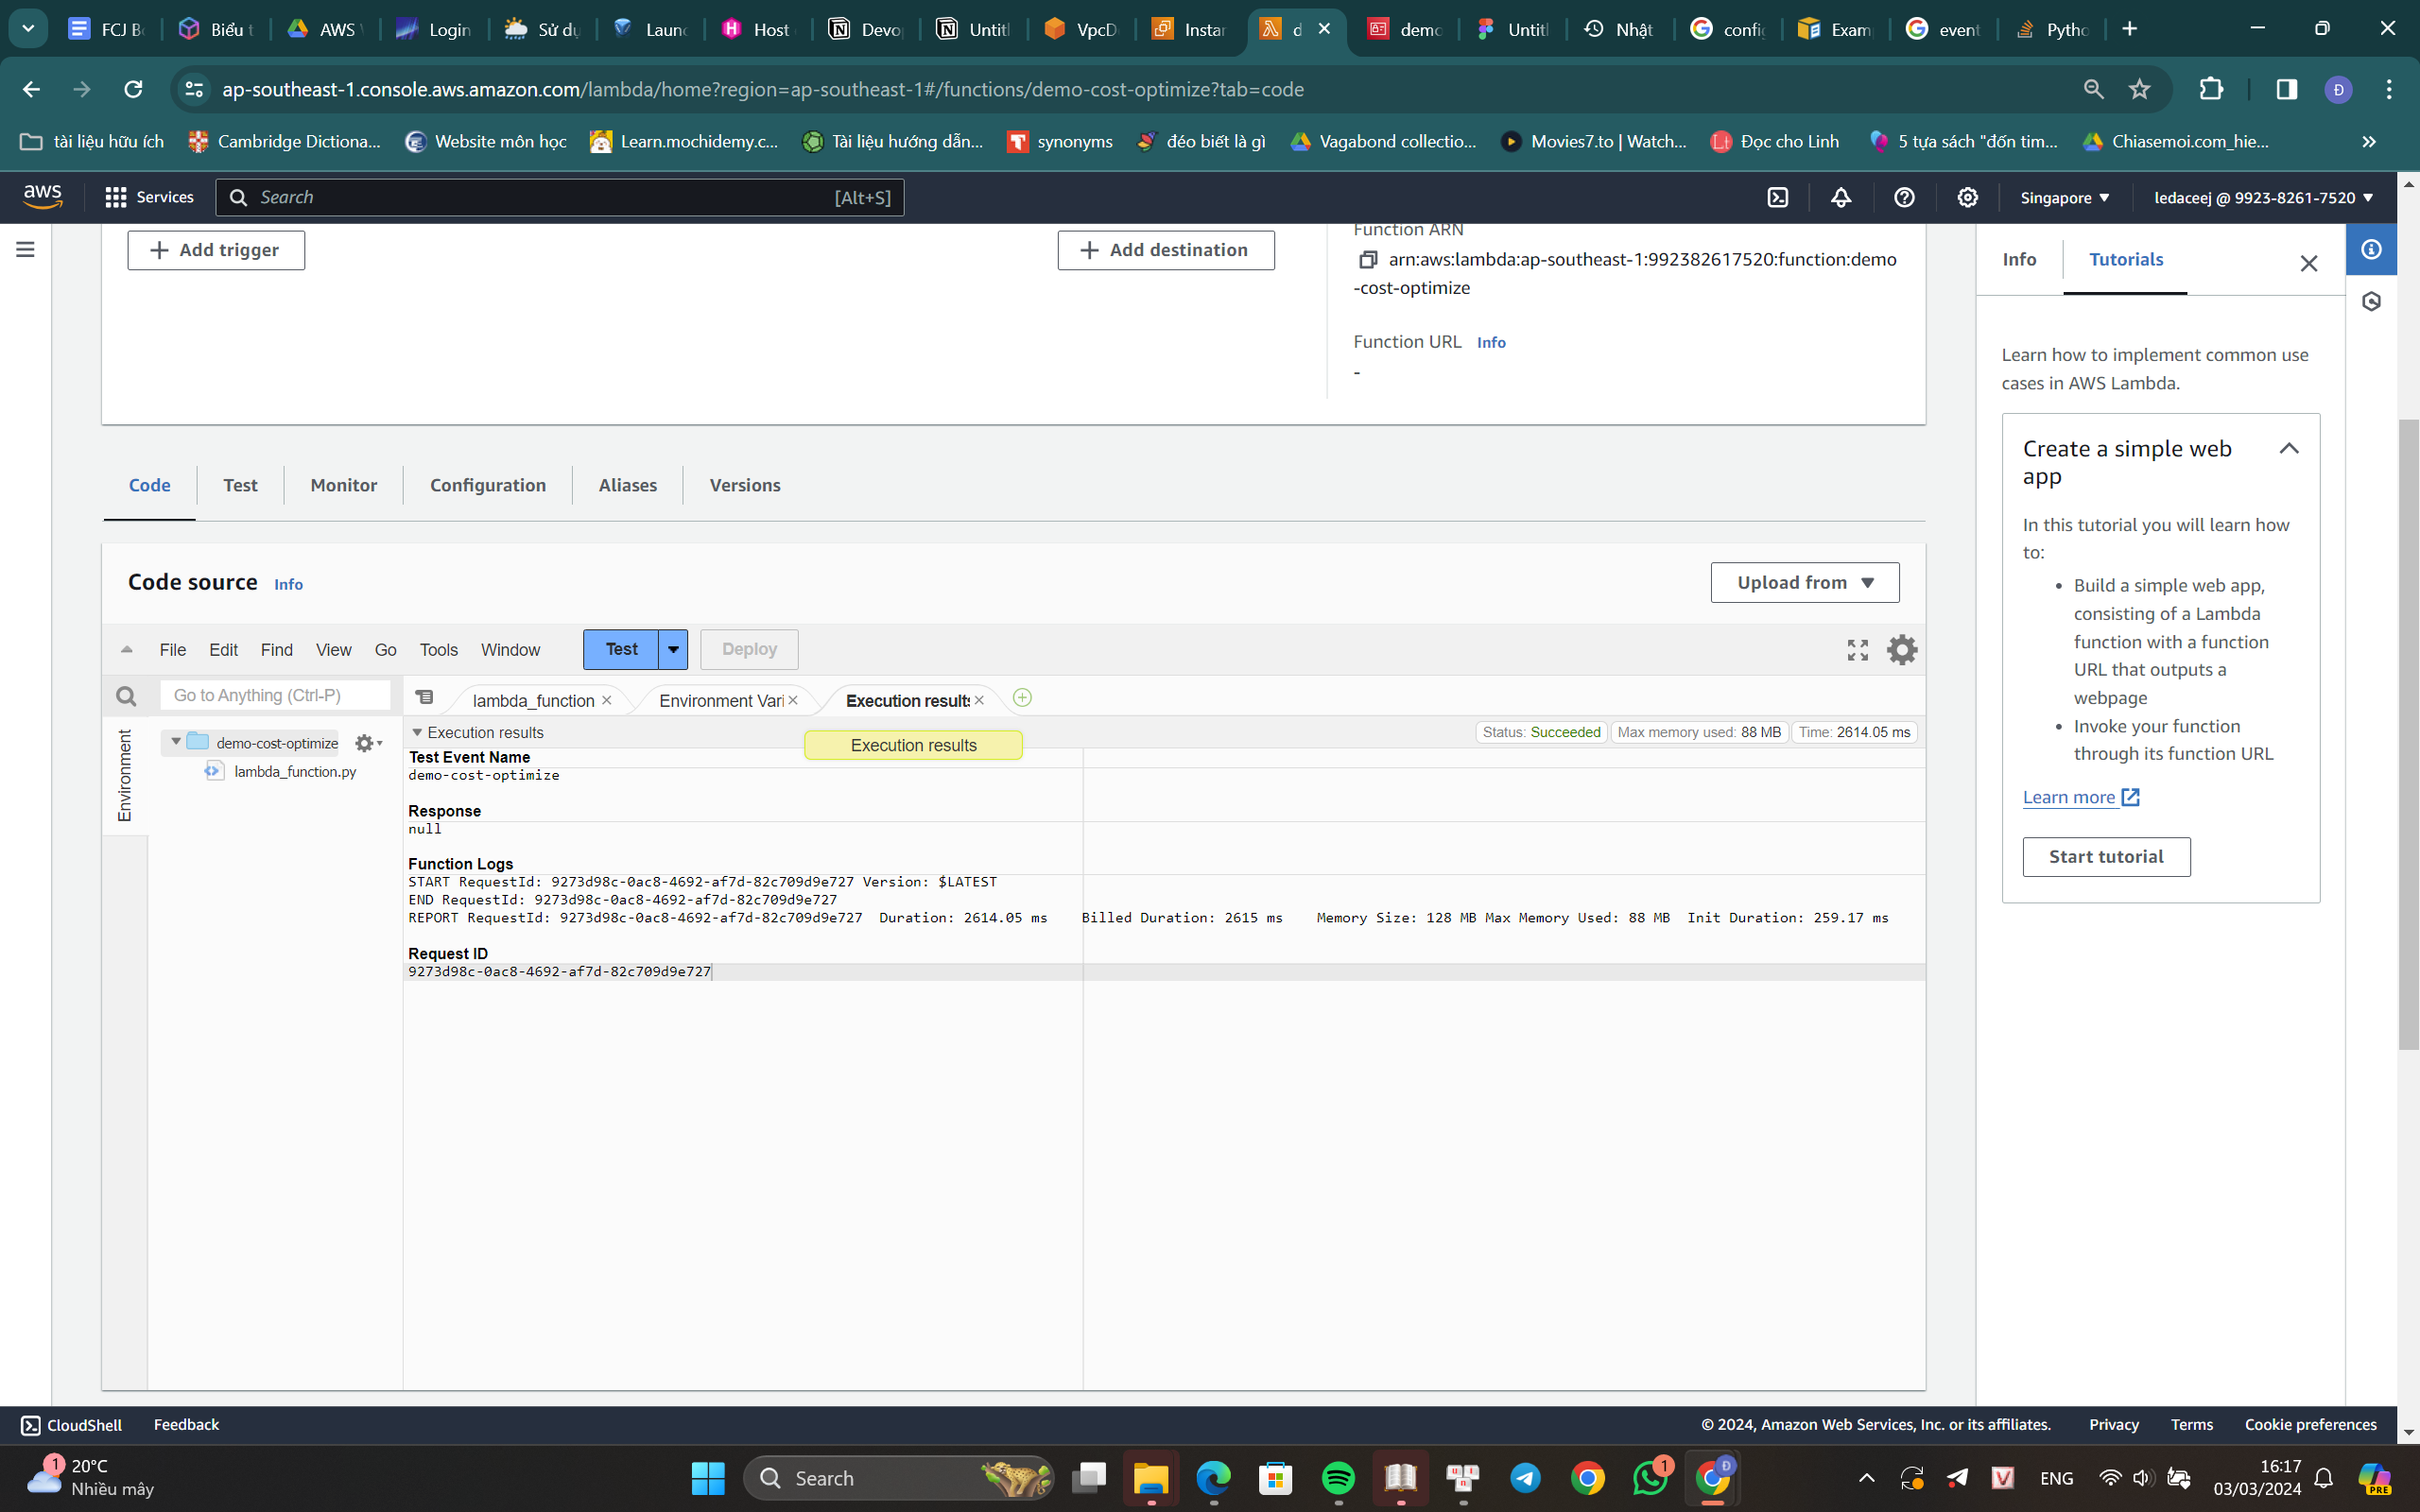 FCJ B
Biểu t
AWS
Login
Sử dụ
Laun
Host
Devo
Untitl
VpcD
Instar
d
demo
Untitl
Nhật
config
Exam
event
Pytho
ap-southeast-1.console.aws.amazon.com/lambda/home?region=ap-southeast-1#/functions/demo-cost-optimize?tab=code
Đ
tài liệu hữu ích
Cambridge Dictiona...
Website môn học
Learn.mochidemy.c...
Tài liệu hướng dẫn...
synonyms
đéo biết là gì
Vagabond collectio...
Movies7.to | Watch...
Đọc cho Linh
5 tựa sách "đốn tim...
Chiasemoi.com_hie...
aws
Services
Search
[Alt+S]
Singapore
ledaceej @ 9923-8261-7520
Add trigger
Add destination
Function ARN
arn:aws:lambda:ap-southeast-1:992382617520:function:demo
-cost-optimize
Function URL Info
-
Code
Test
Monitor
Configuration
Aliases
Versions
Code source Info
Upload from
File
Edit
Find
View
Go
Tools
Window
Test
Deploy
Go to Anything (Ctrl-P)
lambda_function
Environment Vari
Execution results
Environment
demo-cost-optimize
lambda_function.py
Execution results
Status: Succeeded
Max memory used: 88 MB
Time: 2614.05 ms
Execution results
Test Event Name
demo-cost-optimize
Response
null
Function Logs
START RequestId: 9273d98c-0ac8-4692-af7d-82c709d9e727 Version: $LATEST
END RequestId: 9273d98c-0ac8-4692-af7d-82c709d9e727
REPORT RequestId: 9273d98c-0ac8-4692-af7d-82c709d9e727 Duration: 2614.05 ms Billed Duration: 2615 ms Memory Size: 128 MB Max Memory Used: 88 MB Init Duration: 259.17 ms
Request ID
9273d98c-0ac8-4692-af7d-82c709d9e727
Info
Tutorials
Learn how to implement common use
cases in AWS Lambda.
Create a simple web
app
In this tutorial you will learn how
to:
• Build a simple web app,
consisting of a Lambda
function with a function
URL that outputs a
webpage
• Invoke your function
through its function URL
Learn more
Start tutorial
CloudShell
Feedback
© 2024, Amazon Web Services, Inc. or its affiliates.
Privacy
Terms
Cookie preferences
1
20°C
Nhiều mây
Search
1
Đ
ENG
16:17
03/03/2024
PRE